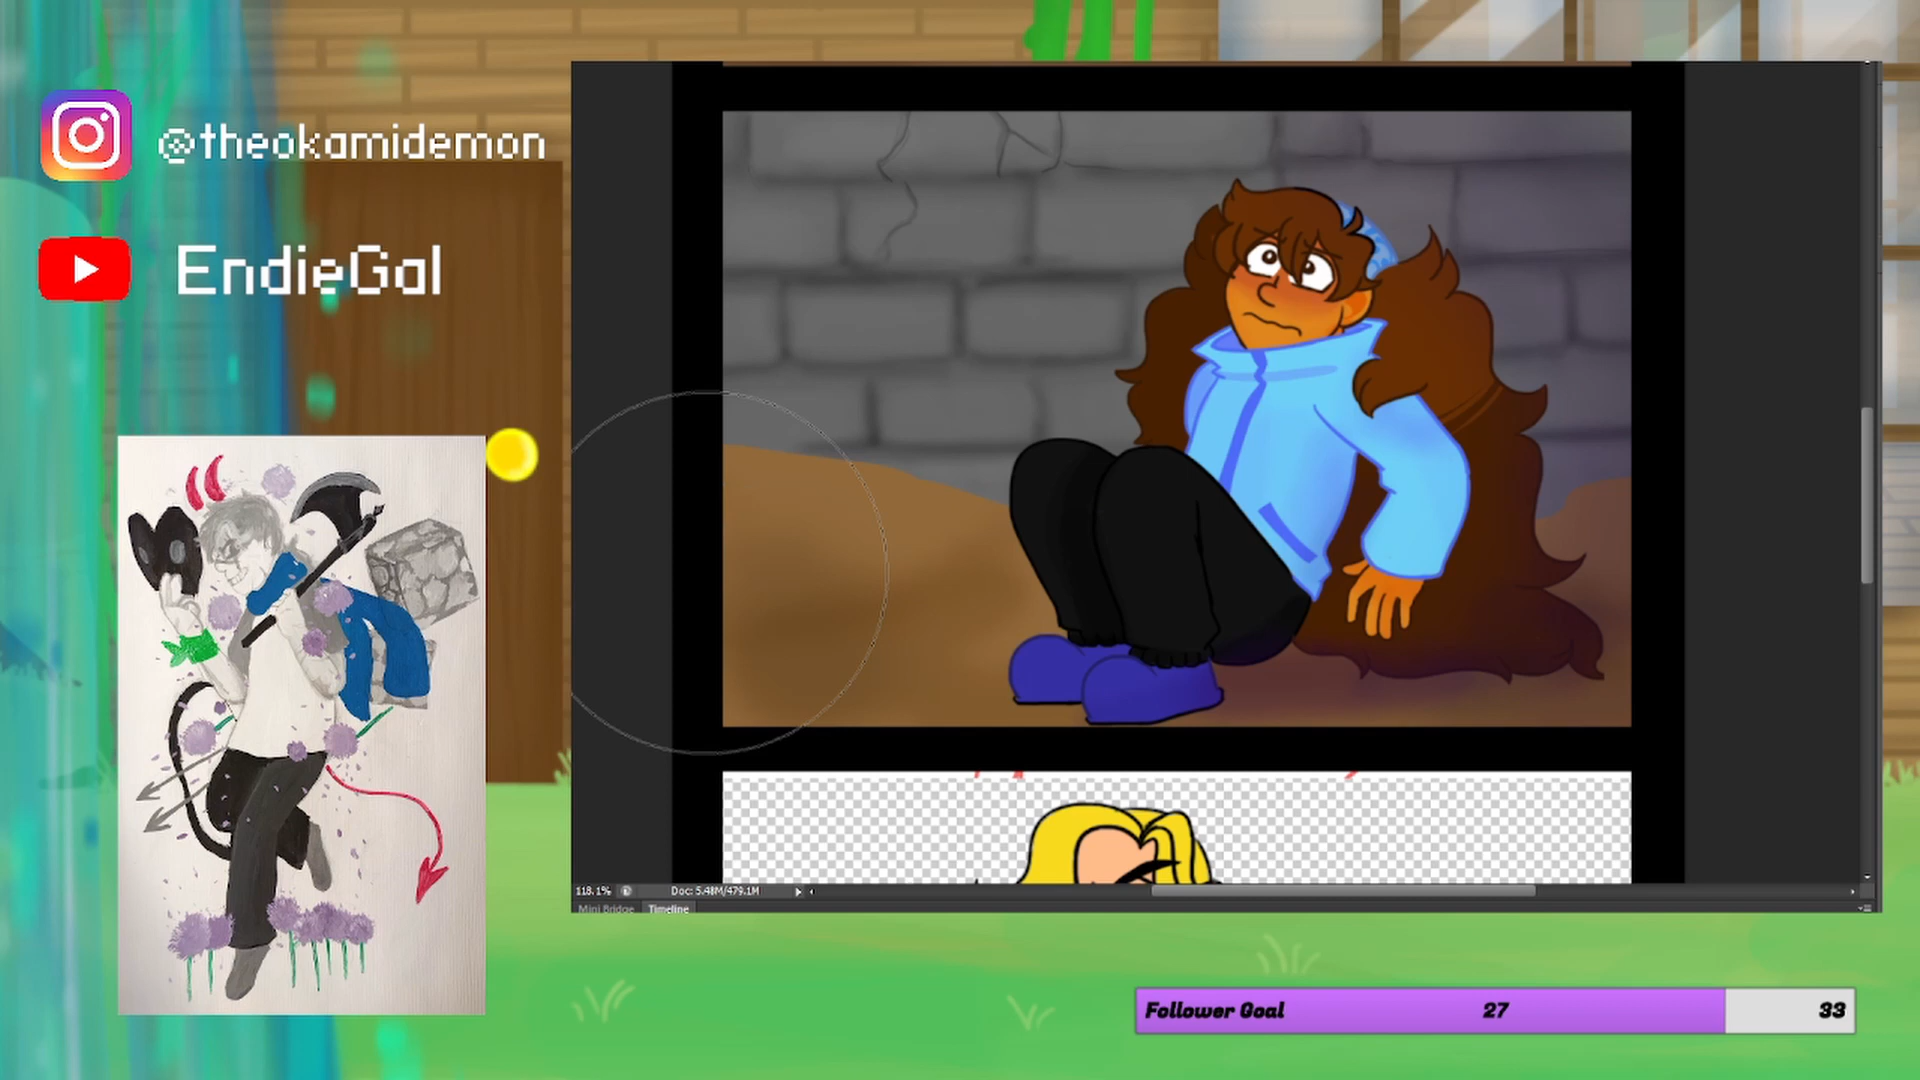 @theokamidemon
EndieGal
118.1%
Doc: 5.48M/479.1M
Mini Bridge
Timeline
Follower Goal
27
33